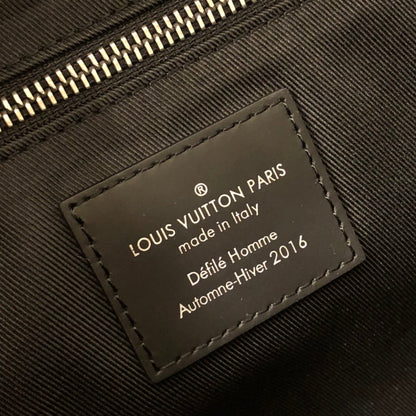 ®
LOUIS VUITTON PARIS
made in Italy
Défilé Homme
Automne-Hiver 2016